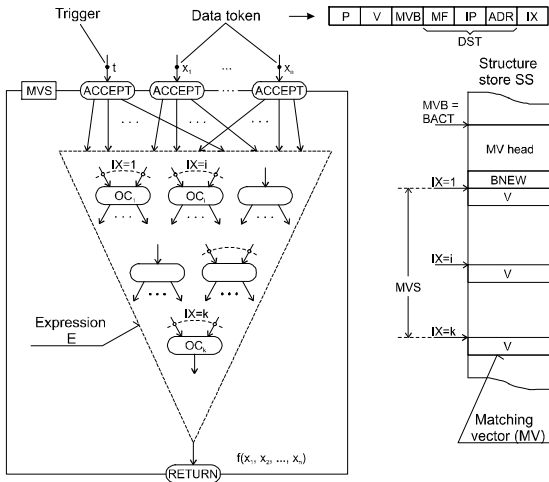 Trigger
Data token
P V MVB MF IP ADR IX
DST
t
x₁
...
xₙ
MVS
ACCEPT
ACCEPT
ACCEPT
Structure
store SS
MVB =
BACT
MV head
IX=1
IX=i
OC₁
OCᵢ
IX=1
BNEW
V
IX=i
V
MVS
IX=k
OCₖ
Expression
E
IX=k
V
Matching
vector (MV)
f(x₁, x₂, ..., xₙ)
RETURN